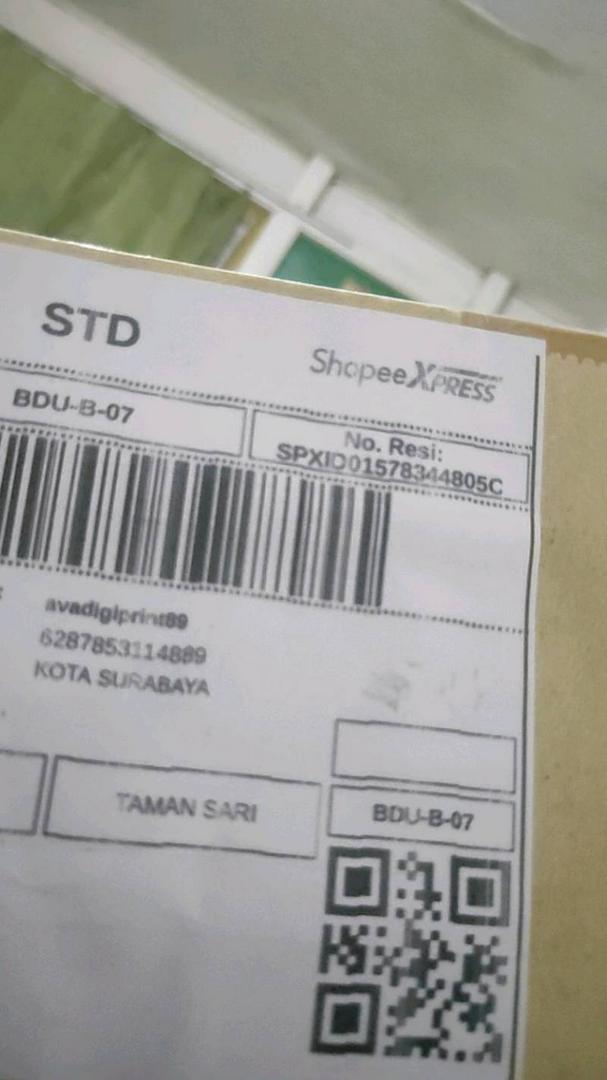 STD
ShopeeXPRESS
BDU-B-07
No. Resi:
SPXID01578344805C
avadigiprint89
6287853114889
KOTA SURABAYA
TAMAN SARI
BDU-B-07